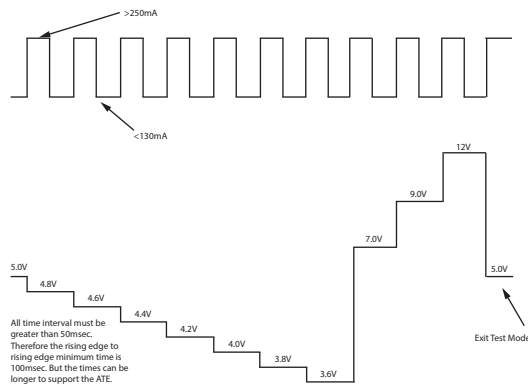 >250mA
<130mA
12V
9.0V
7.0V
5.0V
4.8V
4.6V
4.4V
4.2V
4.0V
3.8V
3.6V
5.0V
All time interval must be
greater than 50msec.
Therefore the rising edge to
rising edge minimum time is
100msec. But the times can be
longer to support the ATE.
Exit Test Mode